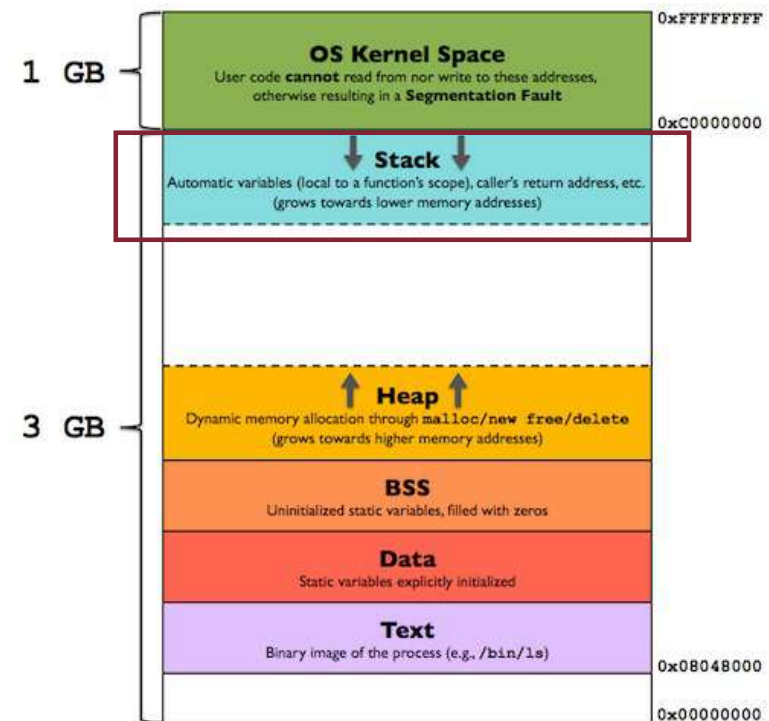 0xFFFFFFFF
OS Kernel Space
1 GB
User code cannot read from nor write to these addresses,
otherwise resulting in a Segmentation Fault
0xC0000000
Stack
Automatic variables (local to a function's scope), caller's return address, etc.
(grows towards lower memory addresses)
Heap
3 GB
Dynamic memory allocation through malloc/new free/delete
(grows towards higher memory addresses)
BSS
Uninitialized static variables, filled with zeros
Data
Static variables explicitly initialized
Text
Binary image of the process (e.g., /bin/ls)
0x08048000
0x00000000